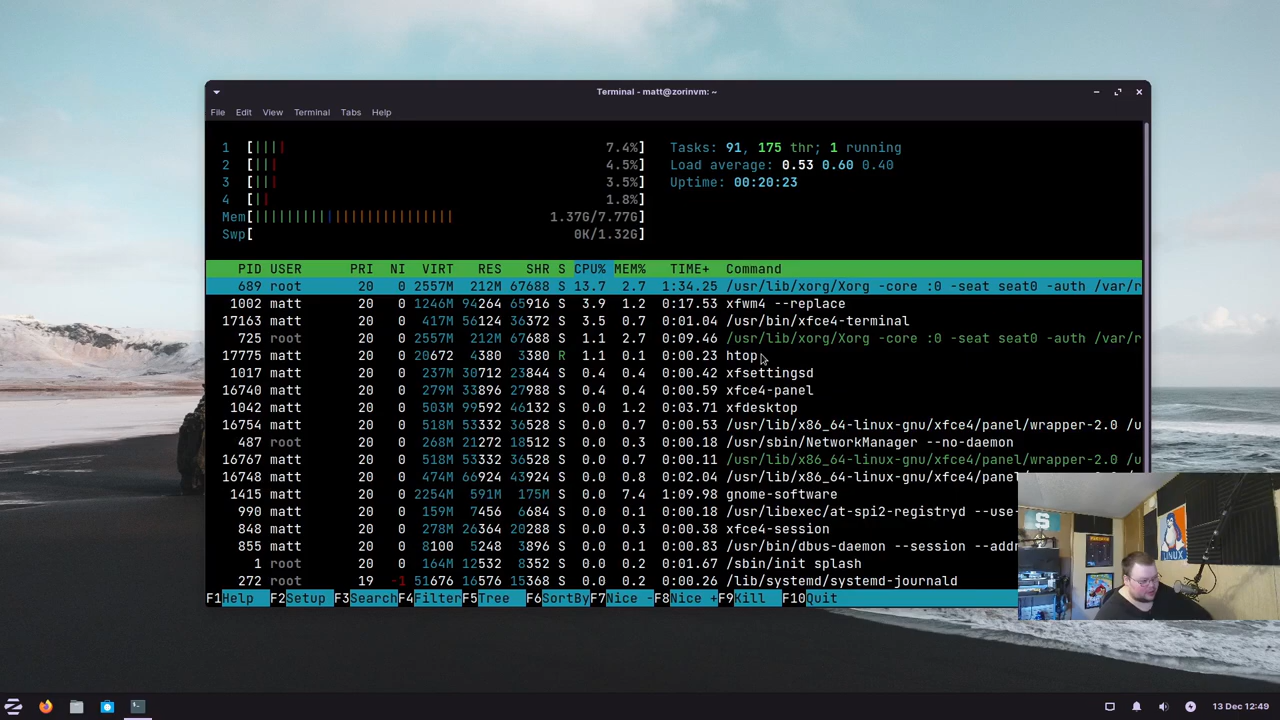 Terminal - matt@zorinvm: ~
File Edit View Terminal Tabs Help
1 [||||	7.4%] Tasks: 91, 175 thr; 1 running
2 [|||	4.5%] Load average: 0.53 0.60 0.40
3 [|||	3.5%] Uptime: 00:20:23
4 [||	1.8%]
Mem[|||||||||||||||||||||||||	1.37G/7.77G]
Swp[	0K/1.32G]
PID USER PRI NI VIRT RES SHR S CPU% MEM% TIME+ Command
689 root 20 0 2557M 212M 67688 S 13.7 2.7 1:34.25 /usr/lib/xorg/Xorg -core :0 -seat seat0 -auth /var/r
1002 matt 20 0 1246M 94264 65916 S 3.9 1.2 0:17.53 xfwm4 --replace
17163 matt 20 0 417M 56124 36372 S 3.5 0.7 0:01.04 /usr/bin/xfce4-terminal
725 root 20 0 2557M 212M 67688 S 1.1 2.7 0:09.46 /usr/lib/xorg/Xorg -core :0 -seat seat0 -auth /var/r
17775 matt 20 0 20672 4380 3380 R 1.1 0.1 0:00.23 htop
1017 matt 20 0 237M 30712 23844 S 0.4 0.4 0:00.42 xfsettingsd
16740 matt 20 0 279M 33896 27988 S 0.4 0.4 0:00.59 xfce4-panel
1042 matt 20 0 503M 99592 46132 S 0.0 1.2 0:03.71 xfdesktop
16754 matt 20 0 518M 53332 36528 S 0.0 0.7 0:00.53 /usr/lib/x86_64-linux-gnu/xfce4/panel/wrapper-2.0 /u
487 root 20 0 268M 21272 18512 S 0.0 0.3 0:00.18 /usr/sbin/NetworkManager --no-daemon
16767 matt 20 0 518M 53332 36528 S 0.0 0.7 0:00.11 /usr/lib/x86_64-linux-gnu/xfce4/panel/wrapper-2.0 /u
16748 matt 20 0 474M 66924 43924 S 0.0 0.8 0:02.04 /usr/lib/x86_64-linux-gnu/xfce4/pan
1415 matt 20 0 2254M 591M 175M S 0.0 7.4 1:09.98 gnome-software
990 matt 20 0 159M 7456 6684 S 0.0 0.1 0:00.18 /usr/libexec/at-spi2-registryd --use-
848 matt 20 0 278M 26364 20288 S 0.0 0.3 0:00.38 xfce4-session
855 matt 20 0 8100 5248 3896 S 0.0 0.1 0:00.83 /usr/bin/dbus-daemon --session --addr
1 root 20 0 164M 12532 8352 S 0.0 0.2 0:01.67 /sbin/init splash
272 root 19 -1 51676 16576 15368 S 0.0 0.2 0:00.26 /lib/systemd/systemd-journald
F1Help F2Setup F3SearchF4FilterF5Tree F6SortByF7Nice -F8Nice +F9Kill F10Quit
S
LINUX
13 Dec 12:49